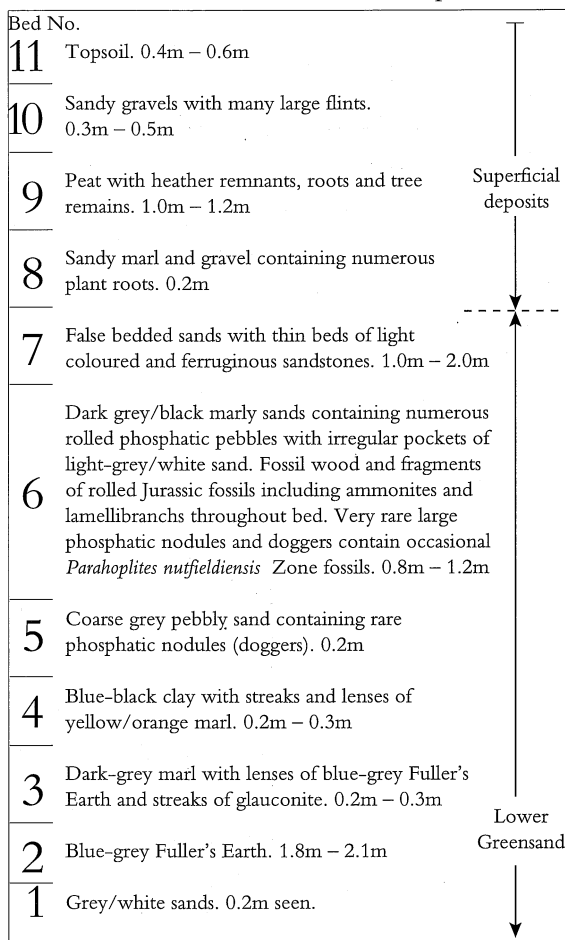 Bed No.
11 Topsoil. 0.4m – 0.6m
10 Sandy gravels with many large flints.
0.3m – 0.5m
9 Peat with heather remnants, roots and tree
remains. 1.0m – 1.2m
Superficial
deposits
8 Sandy marl and gravel containing numerous
plant roots. 0.2m
7 False bedded sands with thin beds of light
coloured and ferruginous sandstones. 1.0m – 2.0m
6 Dark grey/black marly sands containing numerous
rolled phosphatic pebbles with irregular pockets of
light-grey/white sand. Fossil wood and fragments
of rolled Jurassic fossils including ammonites and
lamellibranchs throughout bed. Very rare large
phosphatic nodules and doggers contain occasional
Parahoplites nutfieldiensis Zone fossils. 0.8m – 1.2m
5 Coarse grey pebbly sand containing rare
phosphatic nodules (doggers). 0.2m
4 Blue-black clay with streaks and lenses of
yellow/orange marl. 0.2m – 0.3m
3 Dark-grey marl with lenses of blue-grey Fuller's
Earth and streaks of glauconite. 0.2m – 0.3m
2 Blue-grey Fuller's Earth. 1.8m – 2.1m
1 Grey/white sands. 0.2m seen.
Lower
Greensand